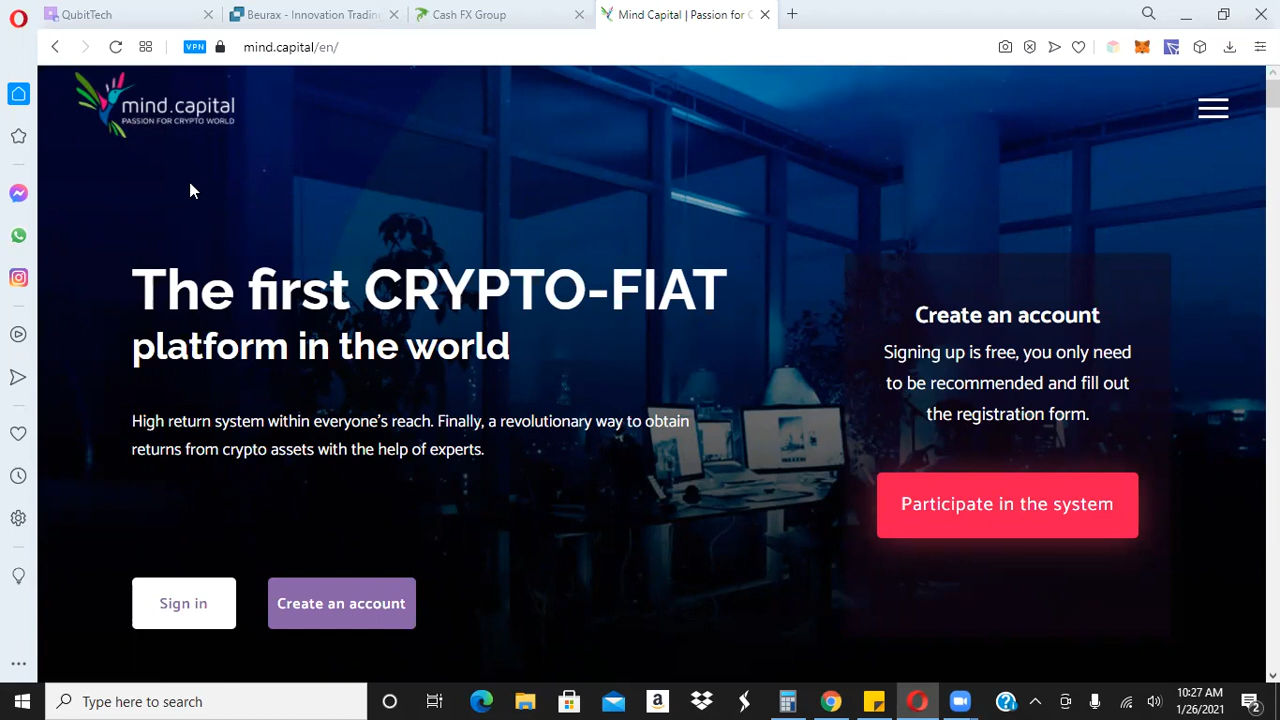 QubitTech
Beurax - Innovation Trading
Cash FX Group
Mind Capital | Passion for C
VPN
mind.capital/en/
mind.capital
PASSION FOR CRYPTO WORLD
The first CRYPTO-FIAT
platform in the world
High return system within everyone's reach. Finally, a revolutionary way to obtain
returns from crypto assets with the help of experts.
Sign in
Create an account
Create an account
Signing up is free, you only need
to be recommended and fill out
the registration form.
Participate in the system
Type here to search
10:27 AM
1/26/2021
2